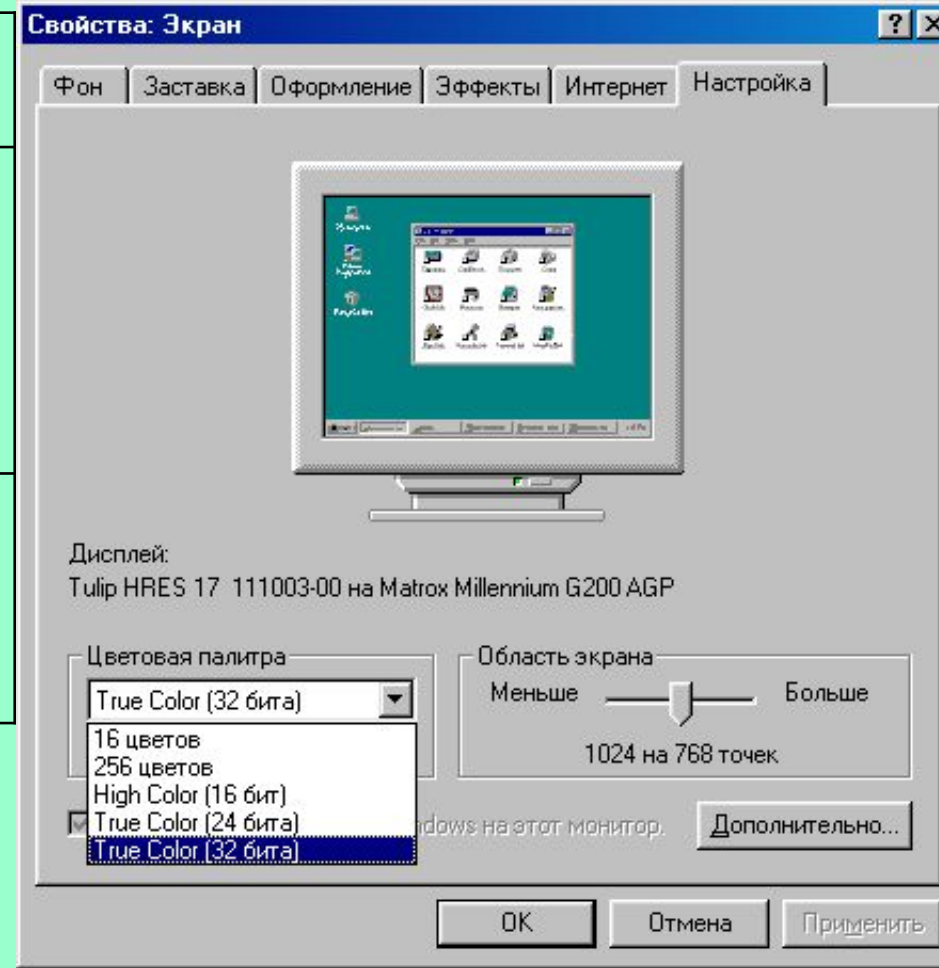 Свойства: Экран
Фон Заставка Оформление Эффекты Интернет Настройка
Дисплей:
Tulip HRES 17 111003-00 на Matrox Millennium G200 AGP
Цветовая палитра
True Color (32 бита)
16 цветов
256 цветов
High Color (16 бит)
True Color (24 бита)
True Color (32 бита)
Область экрана
Меньше Больше
1024 на 768 точек
dows на этот монитор.
Дополнительно...
OK Отмена Применить